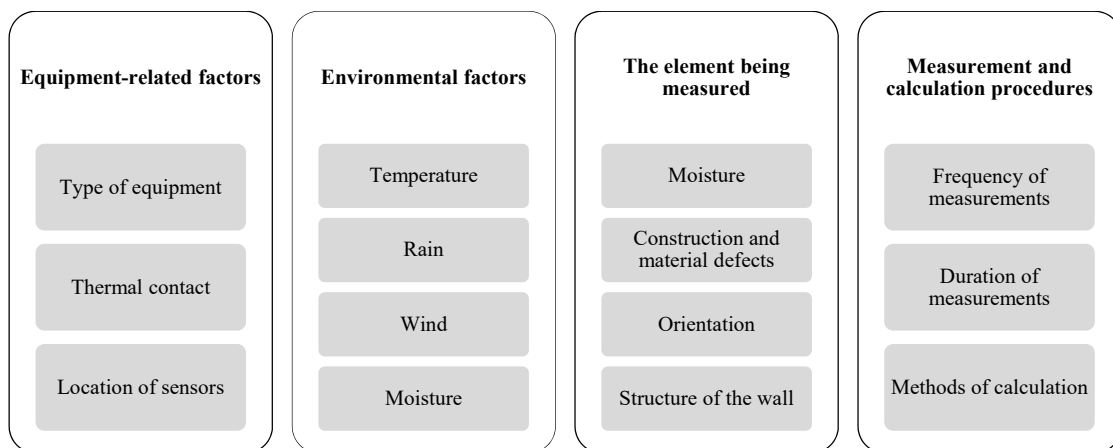 Equipment-related factors
Type of equipment
Thermal contact
Location of sensors
Environmental factors
Temperature
Rain
Wind
Moisture
The element being
measured
Moisture
Construction and
material defects
Orientation
Structure of the wall
Measurement and
calculation procedures
Frequency of
measurements
Duration of
measurements
Methods of calculation